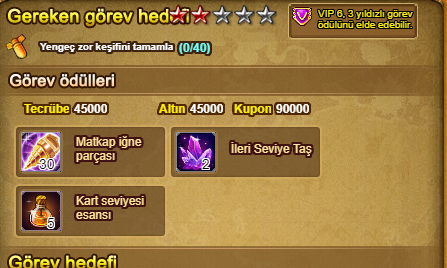 Gereken görev hedefi
VIP 6, 3 yıldızlı görev
ödülünü elde edebilir.
Yengeç zor keşifini tamamla (0/40)
Görev ödülleri
Tecrübe 45000 Altın 45000 Kupon 90000
Matkap iğne
parçası
30
İleri Seviye Taş
2
Kart seviyesi
esansı
5
Görev hedefi